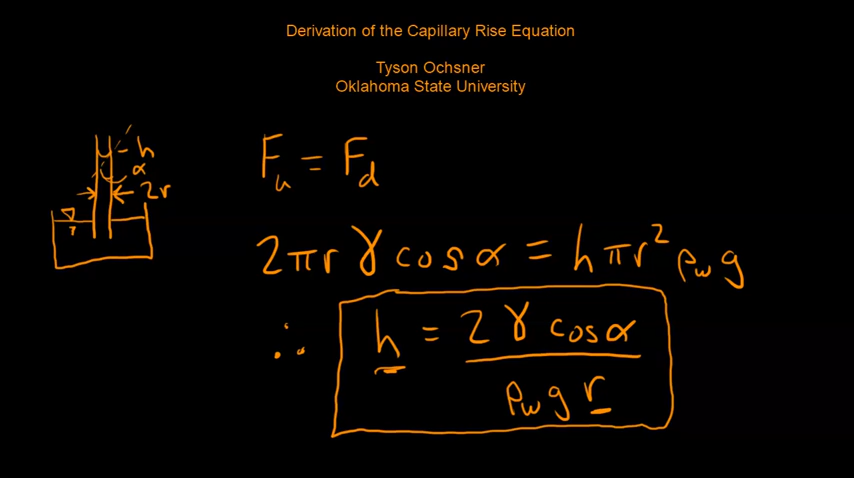 Derivation of the Capillary Rise Equation
Tyson Ochsner
Oklahoma State University
h
α
2r
F_u = F_d
2πr γ cos α = h πr² ρ_w g
∴ h = 2 γ cos α / ρ_w g r